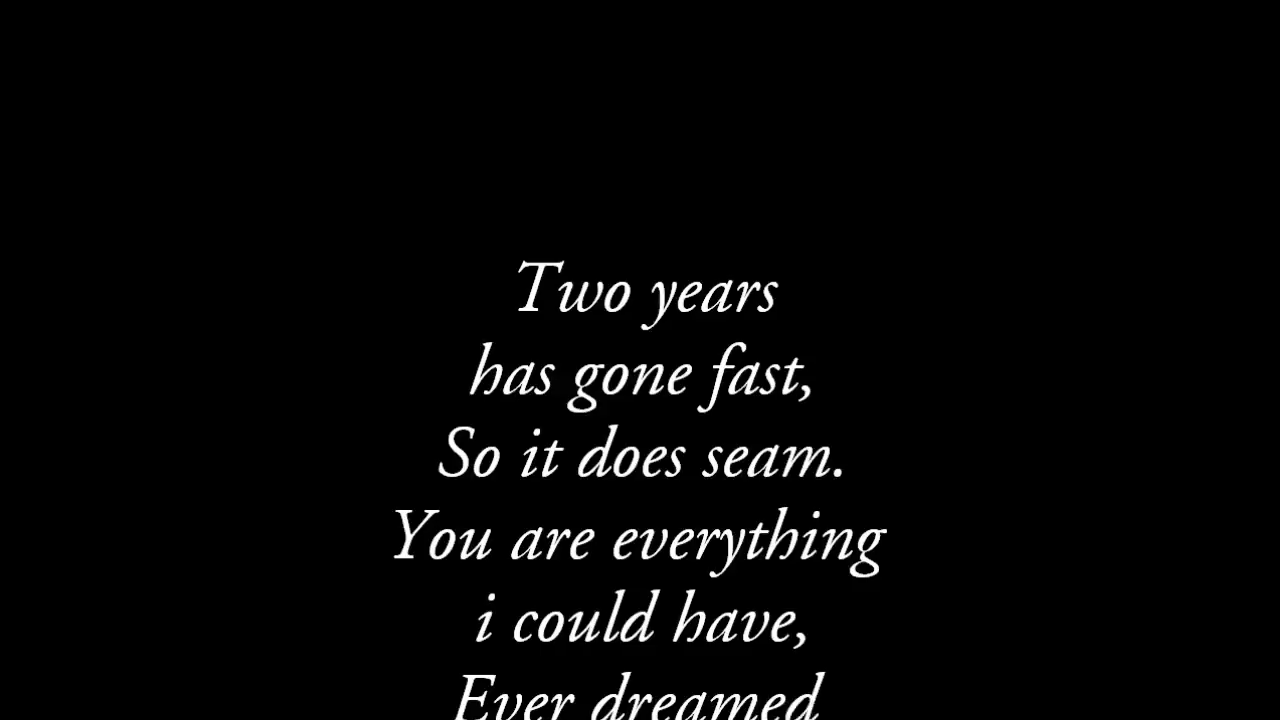 Two years
has gone fast,
So it does seam.
You are everything
i could have,
Ever dreamed